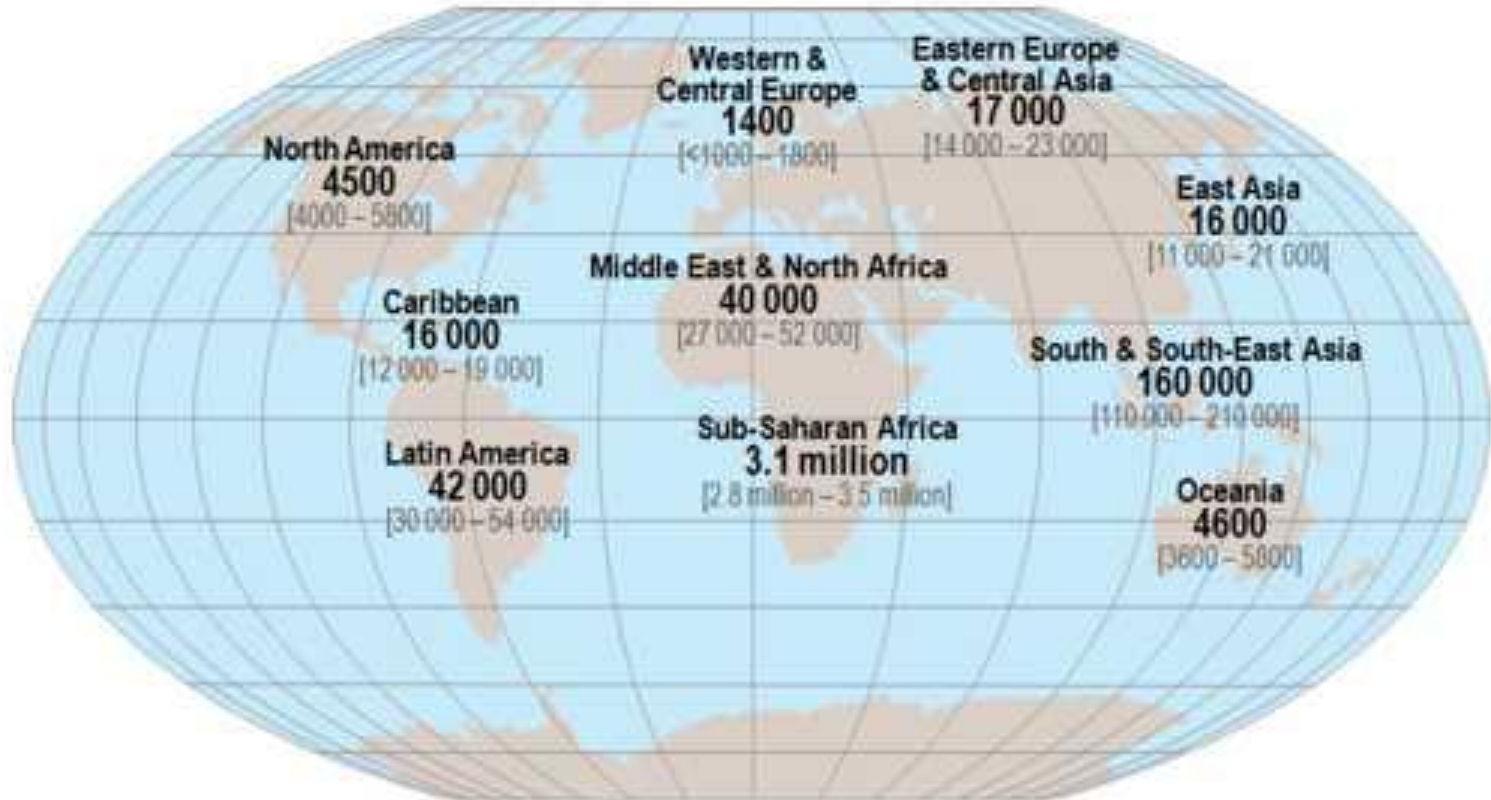 Western &
Central Europe
1400
[<1000 – 1800]
Eastern Europe
& Central Asia
17 000
[14 000 – 23 000]
North America
4500
[4000 – 5800]
East Asia
16 000
[11 000 – 21 000]
Middle East & North Africa
40 000
[27 000 – 52 000]
Caribbean
16 000
[12 000 – 19 000]
South & South-East Asia
160 000
[110 000 – 210 000]
Sub-Saharan Africa
3.1 million
[2.8 million – 3.5 million]
Latin America
42 000
[30 000 – 54 000]
Oceania
4600
[3600 – 5800]